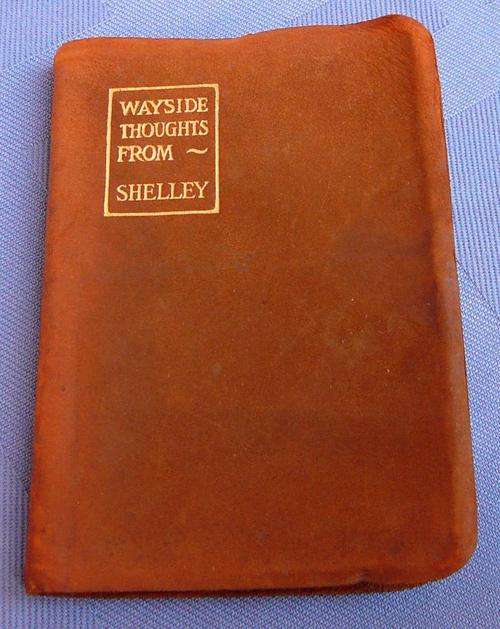 WAYSIDE
THOUGHTS
FROM ~
SHELLEY